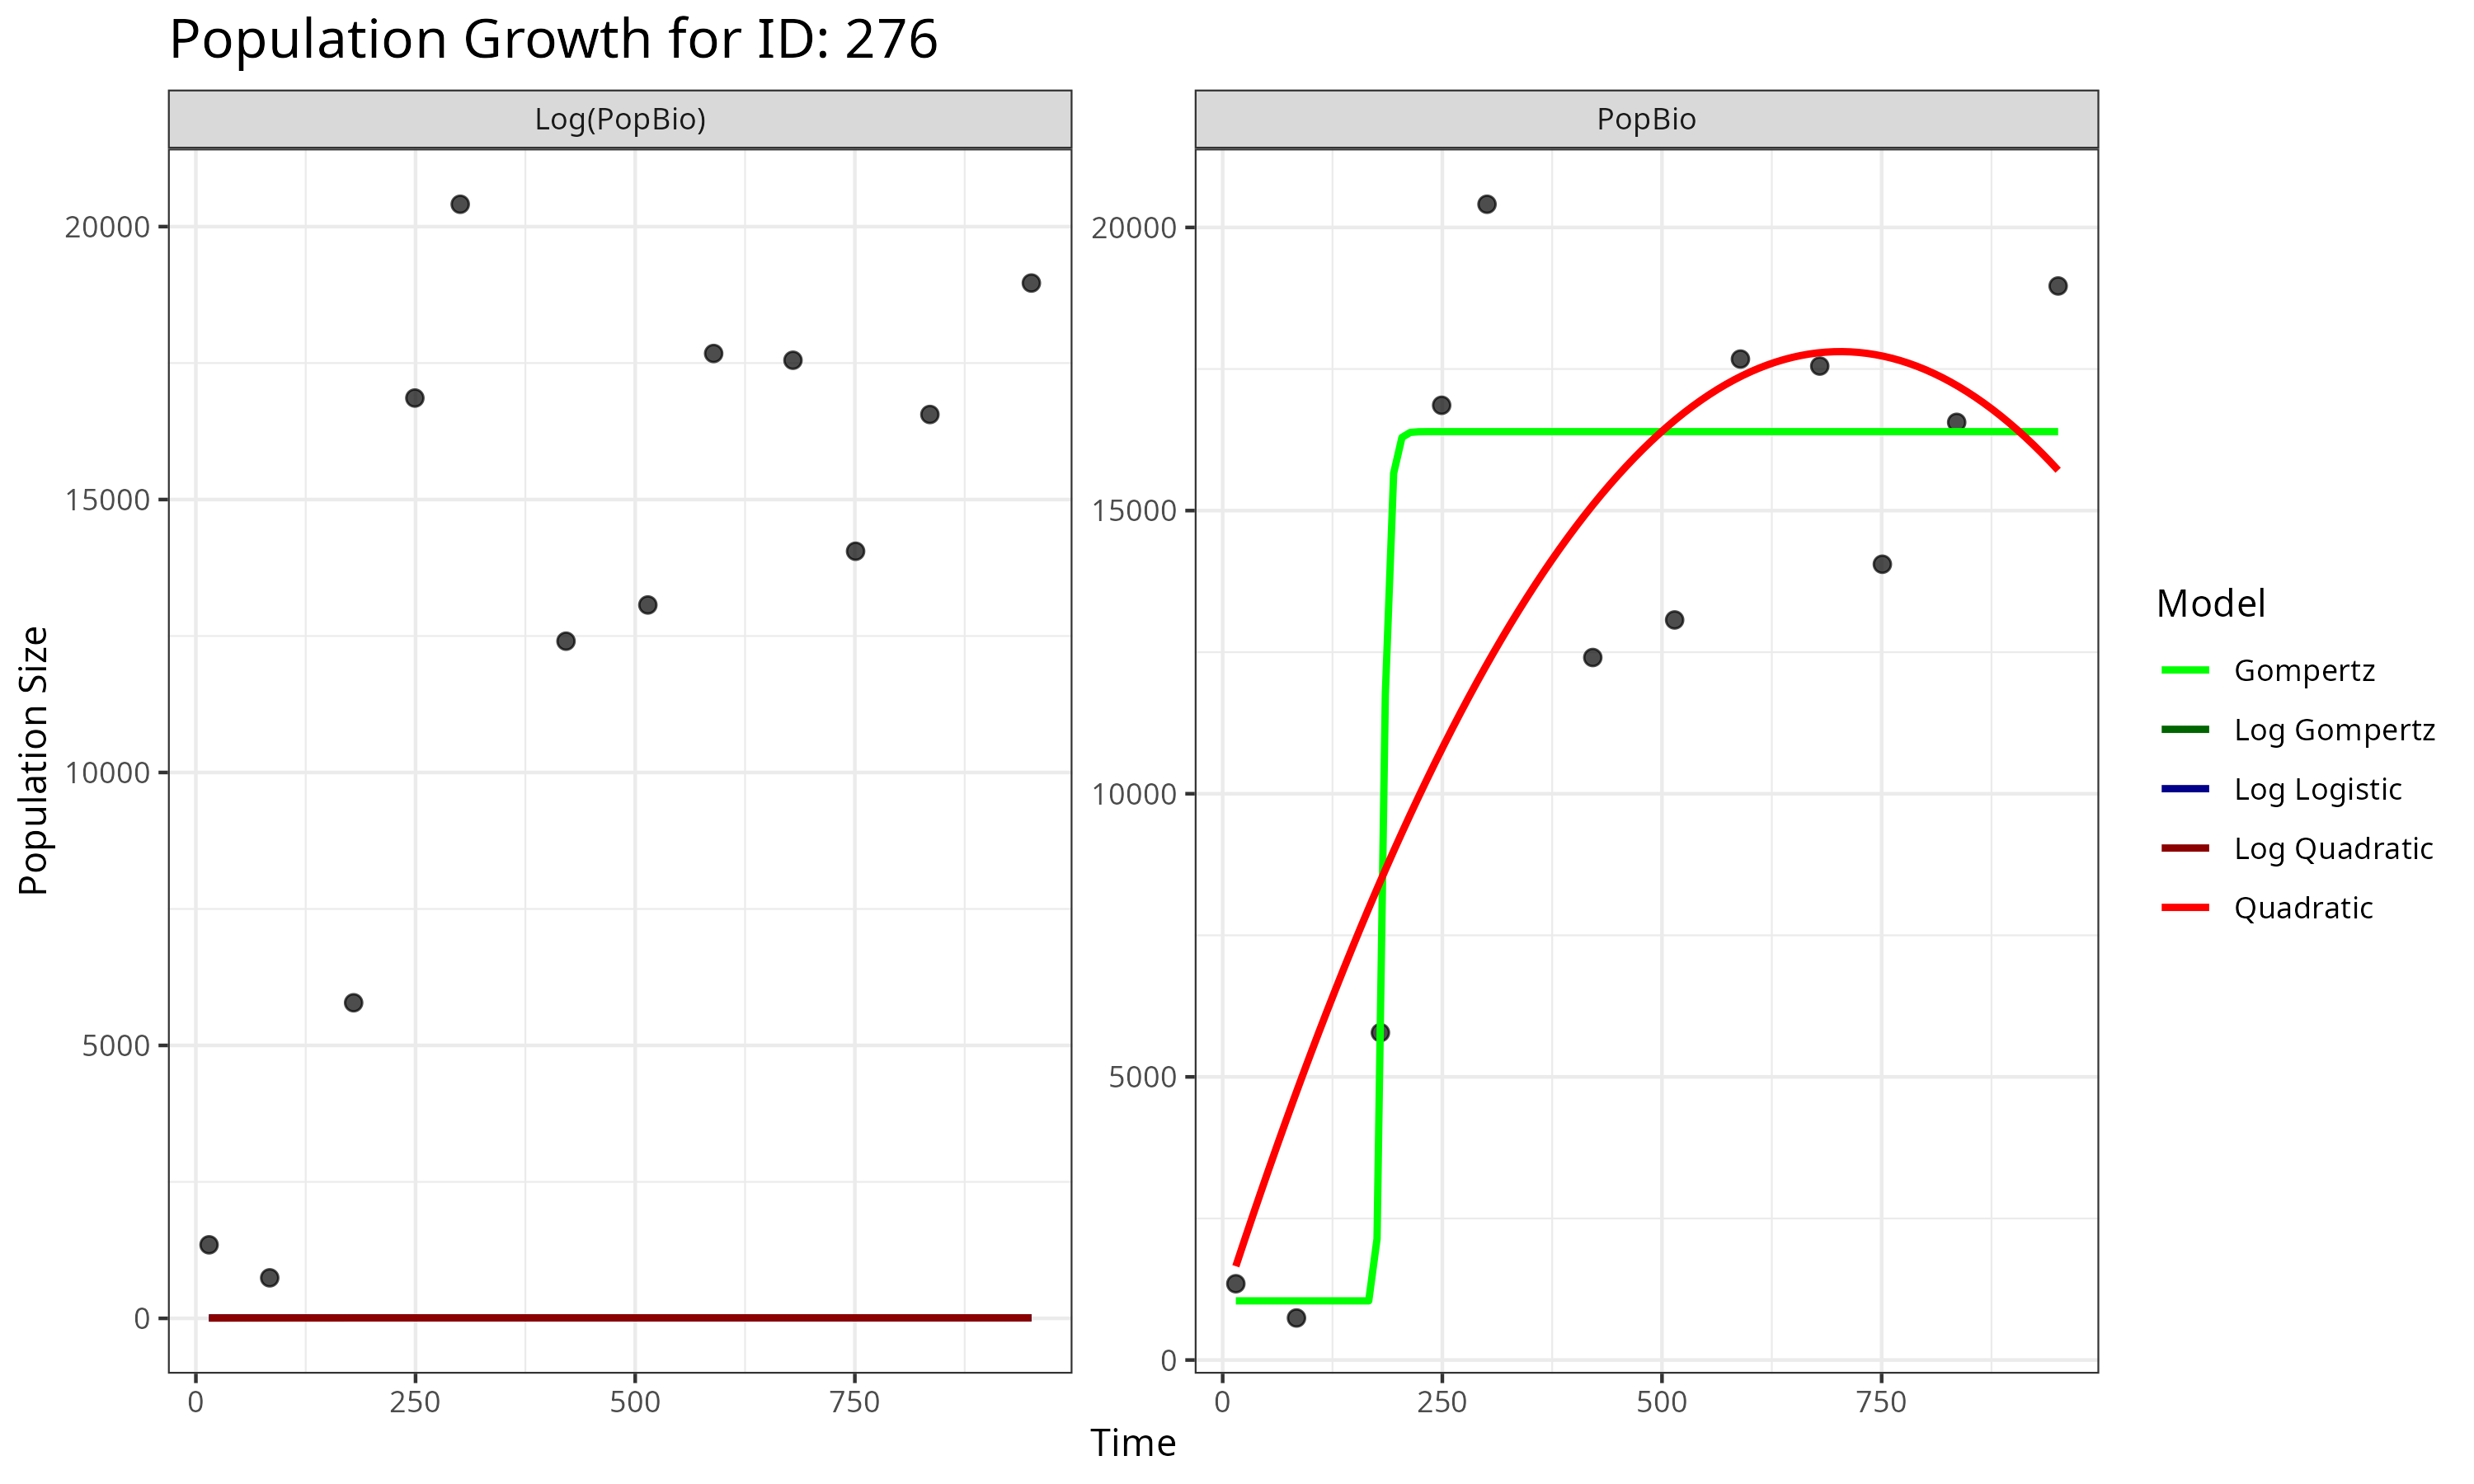 Population Growth for ID: 276
Log(PopBio)
PopBio
Population Size
20000
15000
10000
5000
0
0
250
500
750
20000
15000
10000
5000
0
0
250
500
750
Time
Model
Gompertz
Log Gompertz
Log Logistic
Log Quadratic
Quadratic